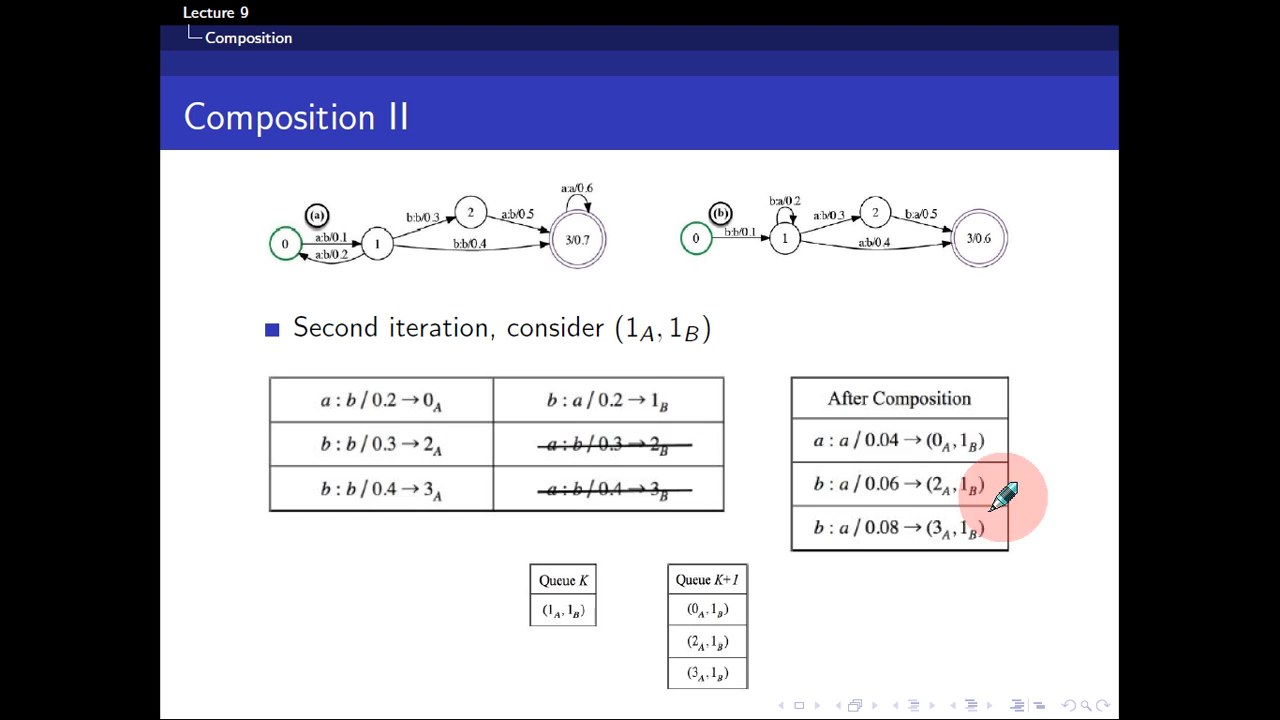 Lecture 9
Composition
Composition II
(a)
0
a:b/0.1
a:b/0.2
1
b:b/0.3
2
a:b/0.5
b:b/0.4
a:a/0.6
3/0.7
(b)
0
b:b/0.1
b:a/0.2
1
a:b/0.3
2
b:a/0.5
a:b/0.4
3/0.6
Second iteration, consider (1_A, 1_B)
a : b / 0.2 → 0_A b : a / 0.2 → 1_B
b : b / 0.3 → 2_A a : b / 0.3 → 2_B
b : b / 0.4 → 3_A a : b / 0.4 → 3_B
After Composition
a : a / 0.04 → (0_A, 1_B)
b : a / 0.06 → (2_A, 1_B)
b : a / 0.08 → (3_A, 1_B)
Queue K
(1_A, 1_B)
Queue K+1
(0_A, 1_B)
(2_A, 1_B)
(3_A, 1_B)